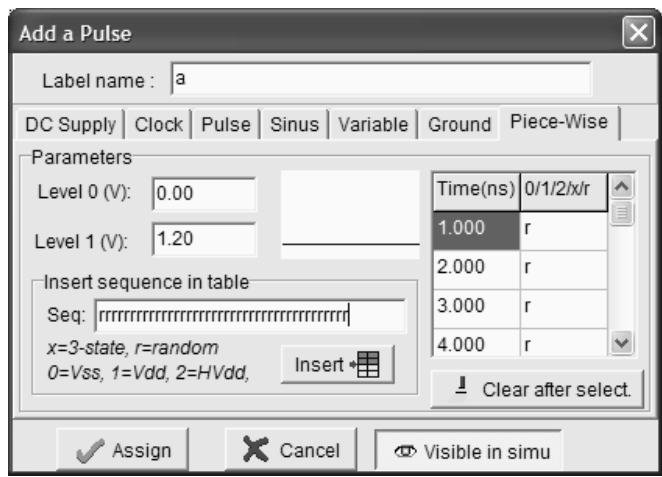 Add a Pulse
Label name : a
DC Supply Clock Pulse Sinus Variable Ground Piece-Wise
Parameters
Level 0 (V): 0.00
Level 1 (V): 1.20
Time(ns) 0/1/2/x/r
1.000 r
2.000 r
3.000 r
4.000 r
Insert sequence in table
Seq: rrrrrrrrrrrrrrrrrrrrrrrrrrrrrrrrrrrrrrrr
x=3-state, r=random
0=Vss, 1=Vdd, 2=HVdd,
Insert
Clear after select.
Assign Cancel Visible in simu